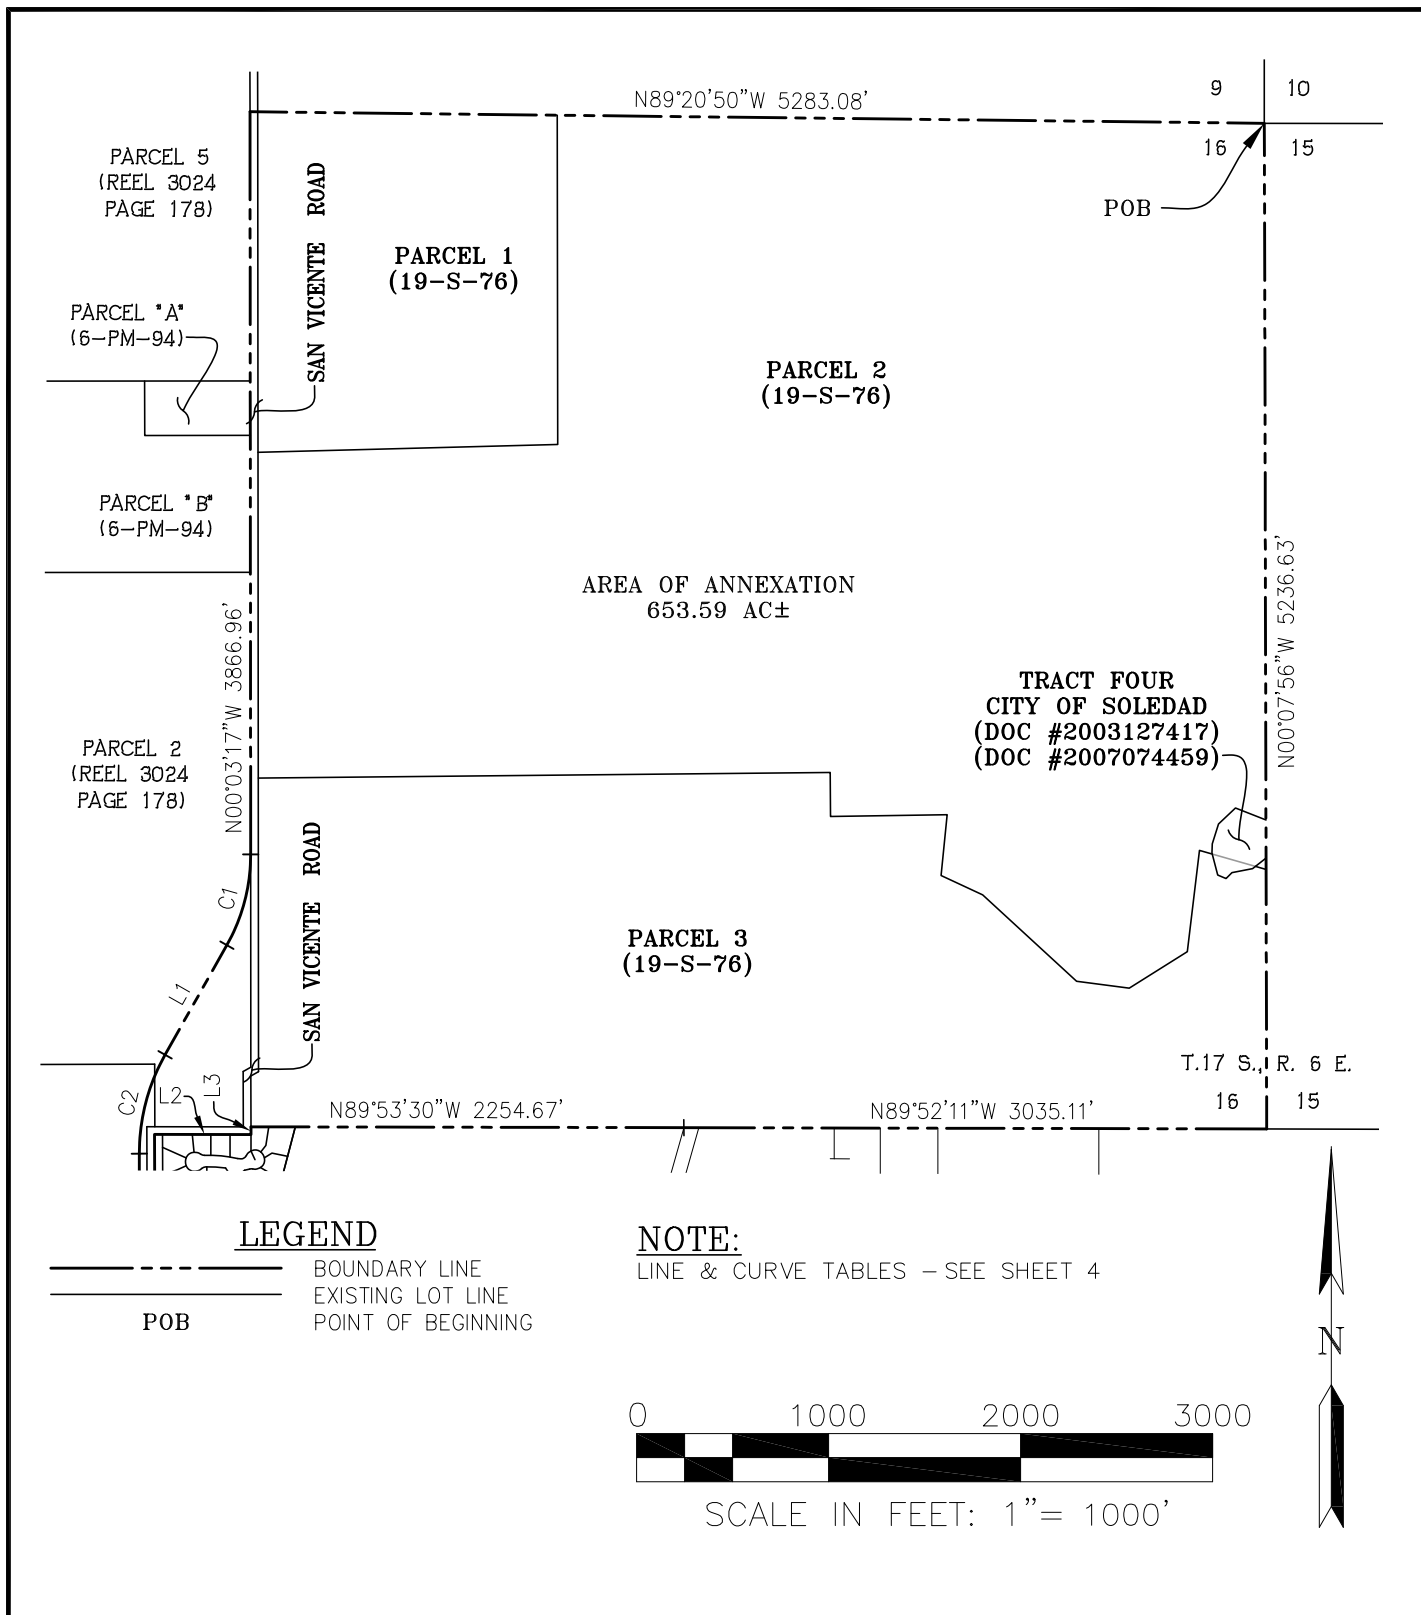 N89°20'50"W 5283.08'
9
10
16
15
POB
PARCEL 5
(REEL 3024
PAGE 178)
SAN VICENTE ROAD
PARCEL 1
(19-S-76)
PARCEL "A"
(6-PM-94)
PARCEL 2
(19-S-76)
PARCEL "B"
(6-PM-94)
AREA OF ANNEXATION
653.59 AC±
N00°03'17"W 3866.96'
N00°07'56"W 5236.63'
TRACT FOUR
CITY OF SOLEDAD
(DOC #2003127417)
(DOC #2007074459)
PARCEL 2
(REEL 3024
PAGE 178)
SAN VICENTE ROAD
C1
PARCEL 3
(19-S-76)
L1
T.17 S., R. 6 E.
C2
L2
L3
N89°53'30"W 2254.67'
N89°52'11"W 3035.11'
16
15
LEGEND
BOUNDARY LINE
EXISTING LOT LINE
POB POINT OF BEGINNING
NOTE:
LINE & CURVE TABLES - SEE SHEET 4
N
0 1000 2000 3000
SCALE IN FEET: 1"= 1000'